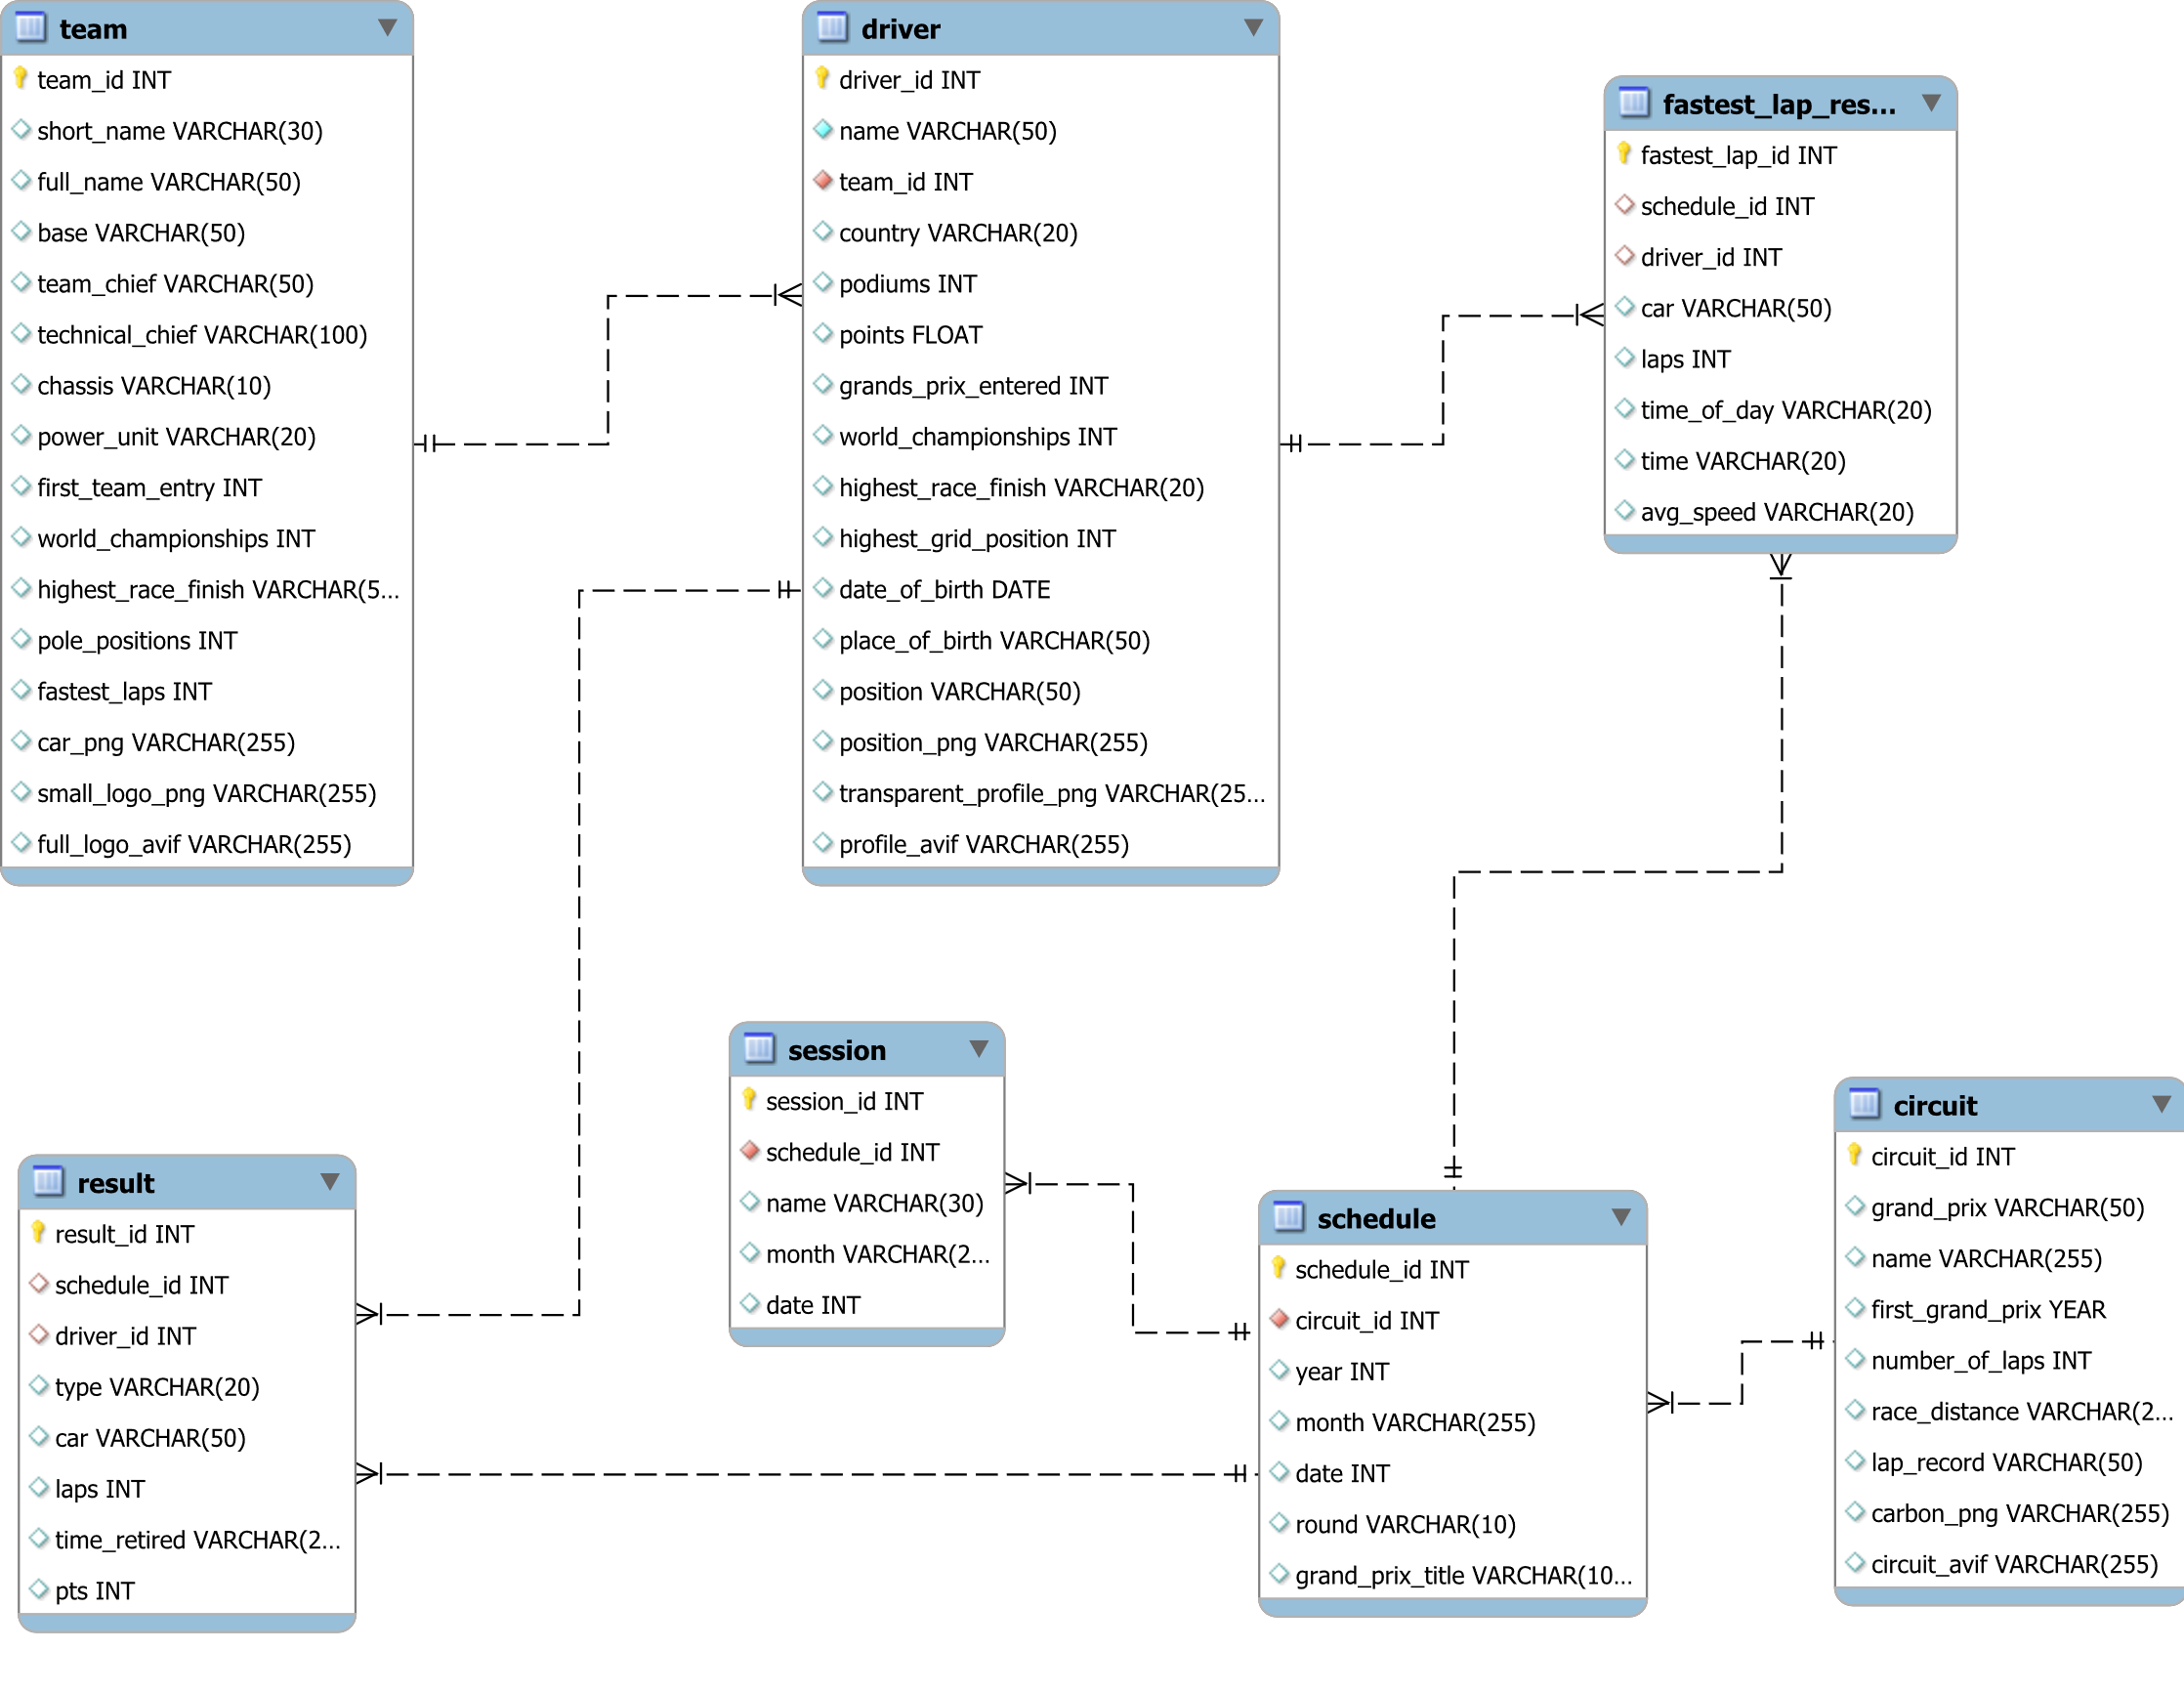 team
team_id INT
short_name VARCHAR(30)
full_name VARCHAR(50)
base VARCHAR(50)
team_chief VARCHAR(50)
technical_chief VARCHAR(100)
chassis VARCHAR(10)
power_unit VARCHAR(20)
first_team_entry INT
world_championships INT
highest_race_finish VARCHAR(5...
pole_positions INT
fastest_laps INT
car_png VARCHAR(255)
small_logo_png VARCHAR(255)
full_logo_avif VARCHAR(255)
driver
driver_id INT
name VARCHAR(50)
team_id INT
country VARCHAR(20)
podiums INT
points FLOAT
grands_prix_entered INT
world_championships INT
highest_race_finish VARCHAR(20)
highest_grid_position INT
date_of_birth DATE
place_of_birth VARCHAR(50)
position VARCHAR(50)
position_png VARCHAR(255)
transparent_profile_png VARCHAR(25...
profile_avif VARCHAR(255)
fastest_lap_res...
fastest_lap_id INT
schedule_id INT
driver_id INT
car VARCHAR(50)
laps INT
time_of_day VARCHAR(20)
time VARCHAR(20)
avg_speed VARCHAR(20)
result
result_id INT
schedule_id INT
driver_id INT
type VARCHAR(20)
car VARCHAR(50)
laps INT
time_retired VARCHAR(2...
pts INT
session
session_id INT
schedule_id INT
name VARCHAR(30)
month VARCHAR(2...
date INT
schedule
schedule_id INT
circuit_id INT
year INT
month VARCHAR(255)
date INT
round VARCHAR(10)
grand_prix_title VARCHAR(10...
circuit
circuit_id INT
grand_prix VARCHAR(50)
name VARCHAR(255)
first_grand_prix YEAR
number_of_laps INT
race_distance VARCHAR(2...
lap_record VARCHAR(50)
carbon_png VARCHAR(255)
circuit_avif VARCHAR(255)